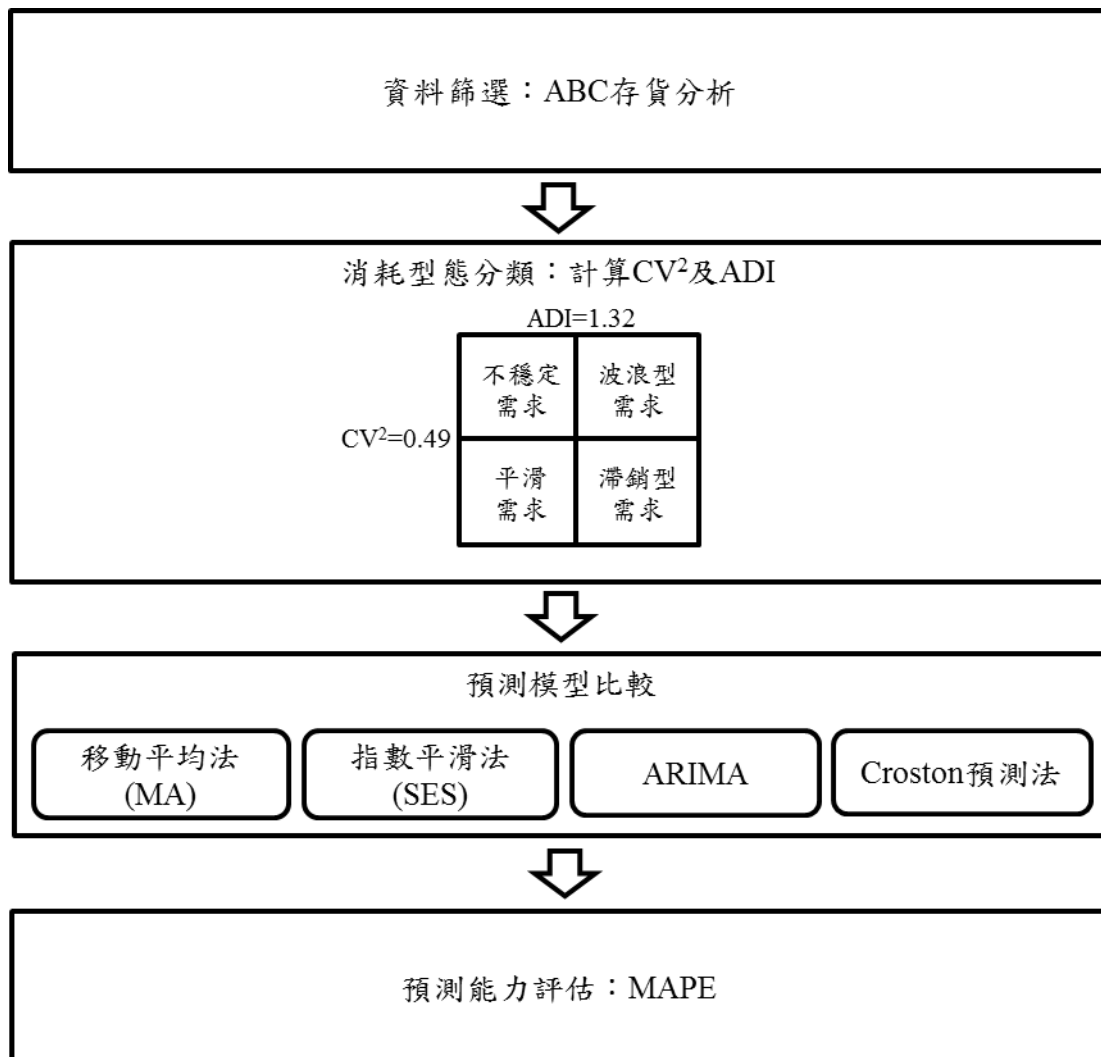 資料篩選：ABC存貨分析
消耗型態分類：計算CV²及ADI
ADI=1.32
不穩定
需求
波浪型
需求
CV²=0.49
平滑
需求
滯銷型
需求
預測模型比較
移動平均法
(MA)
指數平滑法
(SES)
ARIMA
Croston預測法
預測能力評估：MAPE